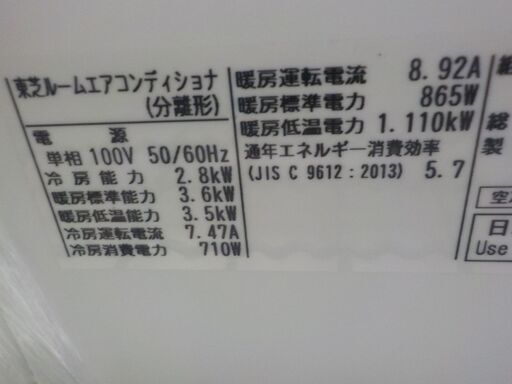 東芝ルームエアコンディショナ
(分離形)
電 源
単相 100V 50/60Hz
冷房能力 2.8kW
暖房標準能力 3.6kW
暖房低温能力 3.5kW
冷房運転電流 7.47A
冷房消費電力 710W
暖房運転電流 8.92A
暖房標準電力 865W
暖房低温電力 1.110kW
通年エネルギー消費効率
(JIS C 9612：2013) 5.7
総
製
空
日
Use